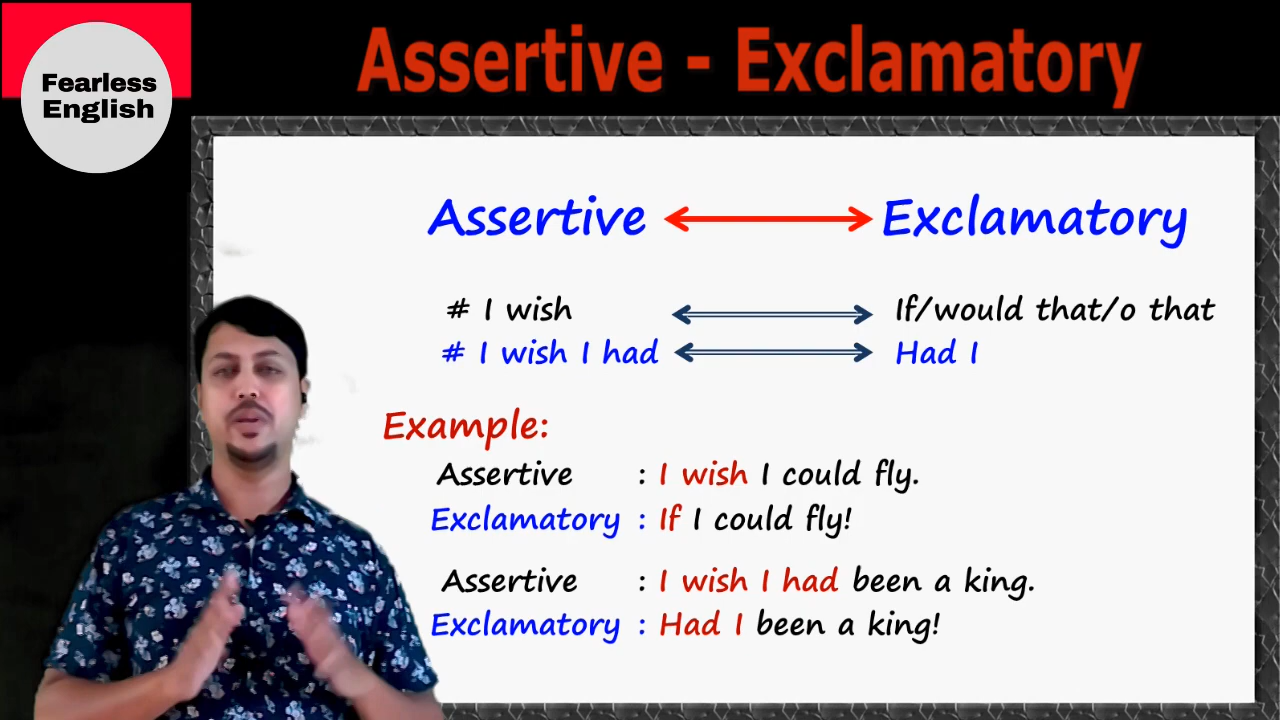 Fearless
English
Assertive - Exclamatory
Assertive Exclamatory
# I wish If/would that/o that
# I wish I had Had I
Example:
Assertive : I wish I could fly.
Exclamatory : If I could fly!
Assertive : I wish I had been a king.
Exclamatory : Had I been a king!